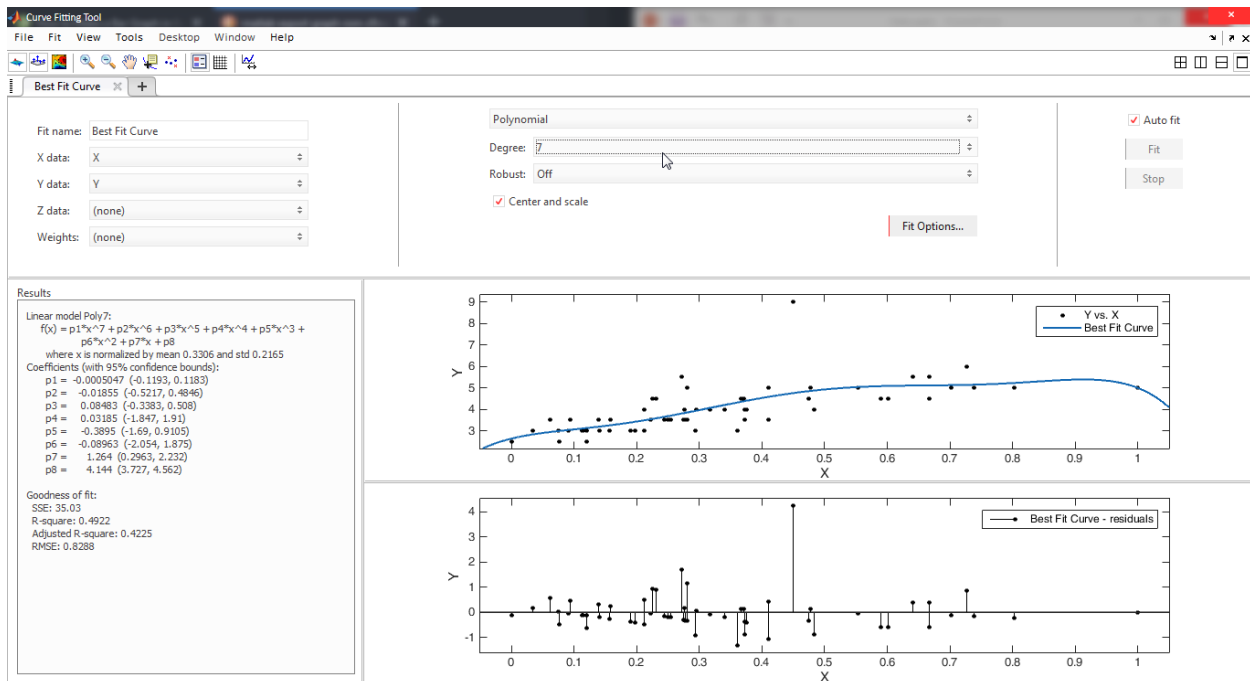 Curve Fitting Tool
File Fit View Tools Desktop Window Help
Best Fit Curve
Fit name: Best Fit Curve
X data: X
Y data: Y
Z data: (none)
Weights: (none)
Polynomial
Degree: 7
Robust: Off
Center and scale
Fit Options...
Auto fit
Fit
Stop
Results
Linear model Poly7:
f(x) = p1*x^7 + p2*x^6 + p3*x^5 + p4*x^4 + p5*x^3 +
p6*x^2 + p7*x + p8
where x is normalized by mean 0.3306 and std 0.2165
Coefficients (with 95% confidence bounds):
p1 = -0.0005047 (-0.1193, 0.1183)
p2 = -0.01855 (-0.5217, 0.4846)
p3 = 0.08483 (-0.3383, 0.508)
p4 = 0.03185 (-1.847, 1.91)
p5 = -0.3895 (-1.69, 0.9105)
p6 = -0.08963 (-2.054, 1.875)
p7 = 1.264 (0.2963, 2.232)
p8 = 4.144 (3.727, 4.562)
Goodness of fit:
SSE: 35.03
R-square: 0.4922
Adjusted R-square: 0.4225
RMSE: 0.8288
9
8
7
6
5
4
3
Y
Y vs. X
Best Fit Curve
0 0.1 0.2 0.3 0.4 0.5 0.6 0.7 0.8 0.9 1
X
4
3
2
1
0
-1
Y
Best Fit Curve - residuals
0 0.1 0.2 0.3 0.4 0.5 0.6 0.7 0.8 0.9 1
X